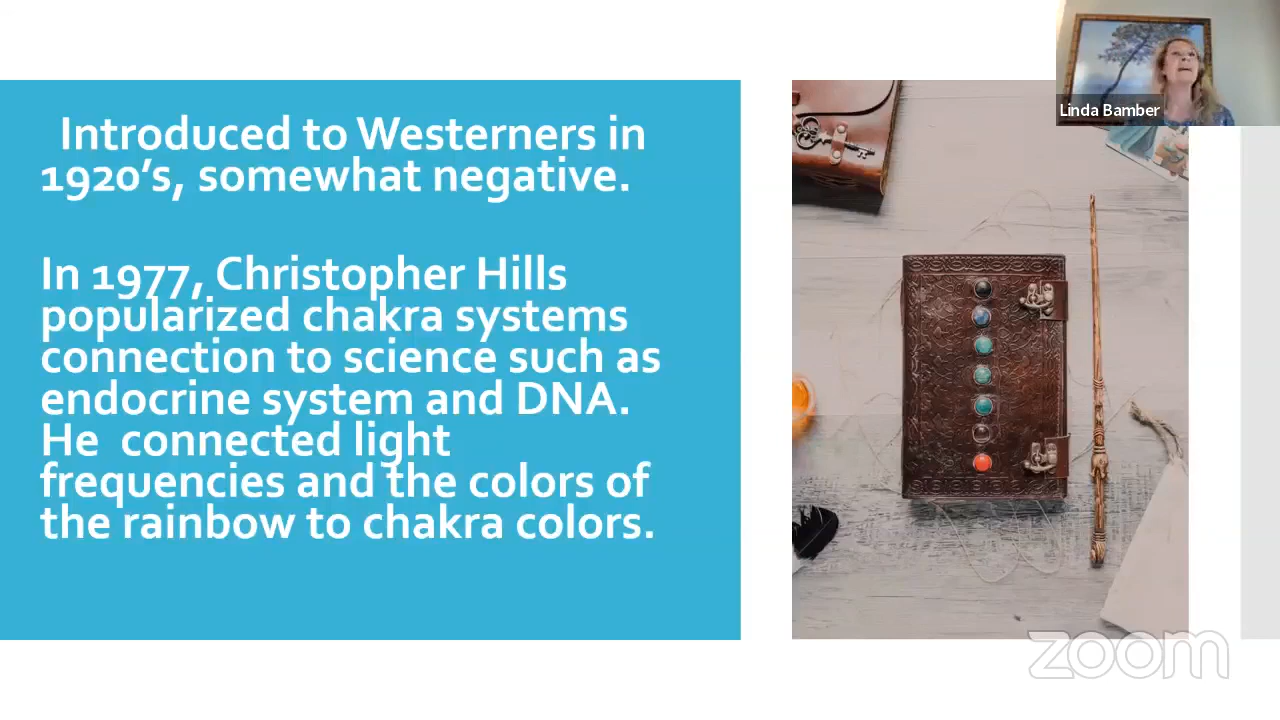 Linda Bamber
Introduced to Westerners in
1920's, somewhat negative.
In 1977, Christopher Hills
popularized chakra systems
connection to science such as
endocrine system and DNA.
He connected light
frequencies and the colors of
the rainbow to chakra colors.
zoom